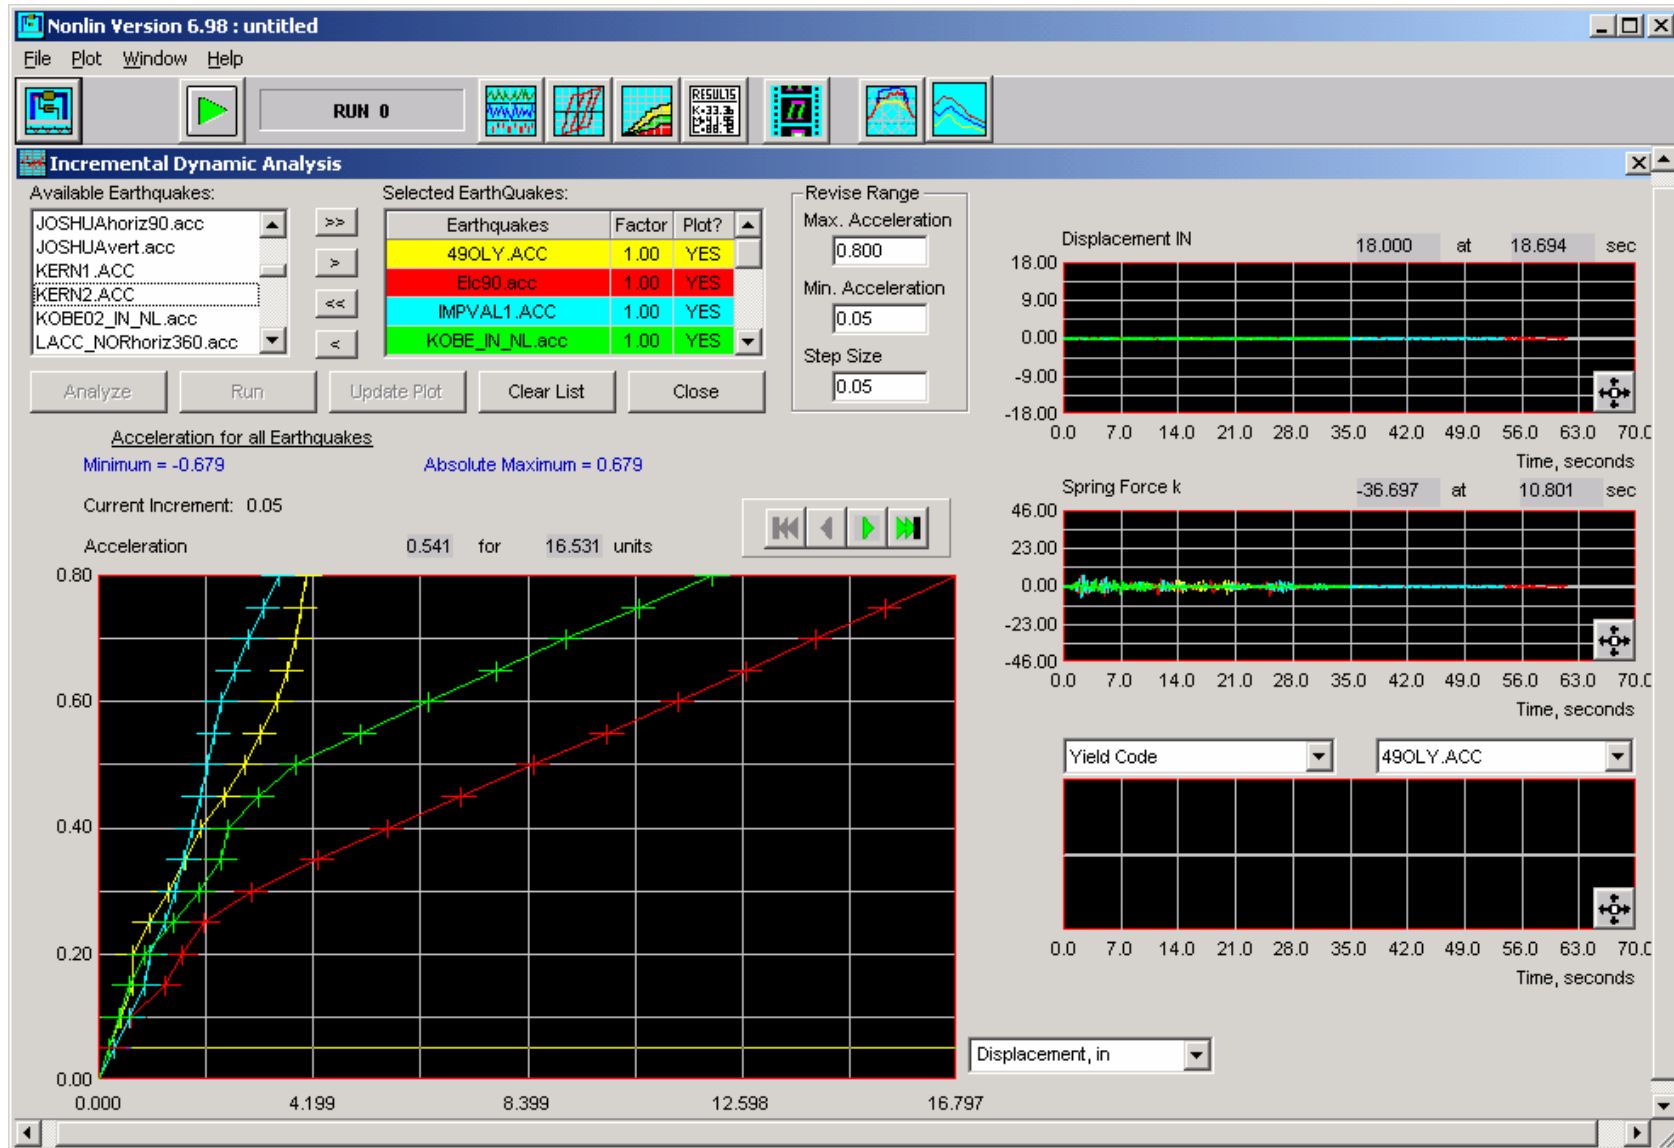 Nonlin Version 6.98 : untitled
File Plot Window Help
RUN 0
RESULTS
Incremental Dynamic Analysis
Available Earthquakes:
JOSHUAhoriz90.acc
JOSHUAvert.acc
KERN1.ACC
KERN2.ACC
KOBE02_IN_NL.acc
LACC_NORhoriz360.acc
>>
>
<<
<
Selected EarthQuakes:
Earthquakes Factor Plot?
49OLY.ACC 1.00 YES
Elc90.acc 1.00 YES
IMPVAL1.ACC 1.00 YES
KOBE_IN_NL.acc 1.00 YES
Revise Range
Max. Acceleration
0.800
Min. Acceleration
0.05
Step Size
0.05
Analyze Run Update Plot Clear List Close
Acceleration for all Earthquakes
Minimum = -0.679 Absolute Maximum = 0.679
Current Increment: 0.05
Acceleration 0.541 for 16.531 units
0.80
0.60
0.40
0.20
0.00
0.000 4.199 8.399 12.598 16.797
Displacement, in
Displacement IN 18.000 at 18.694 sec
18.00
9.00
0.00
-9.00
-18.00
0.0 7.0 14.0 21.0 28.0 35.0 42.0 49.0 56.0 63.0 70.0
Time, seconds
Spring Force k -36.697 at 10.801 sec
46.00
23.00
0.00
-23.00
-46.00
0.0 7.0 14.0 21.0 28.0 35.0 42.0 49.0 56.0 63.0 70.0
Time, seconds
Yield Code 49OLY.ACC
0.0 7.0 14.0 21.0 28.0 35.0 42.0 49.0 56.0 63.0 70.0
Time, seconds